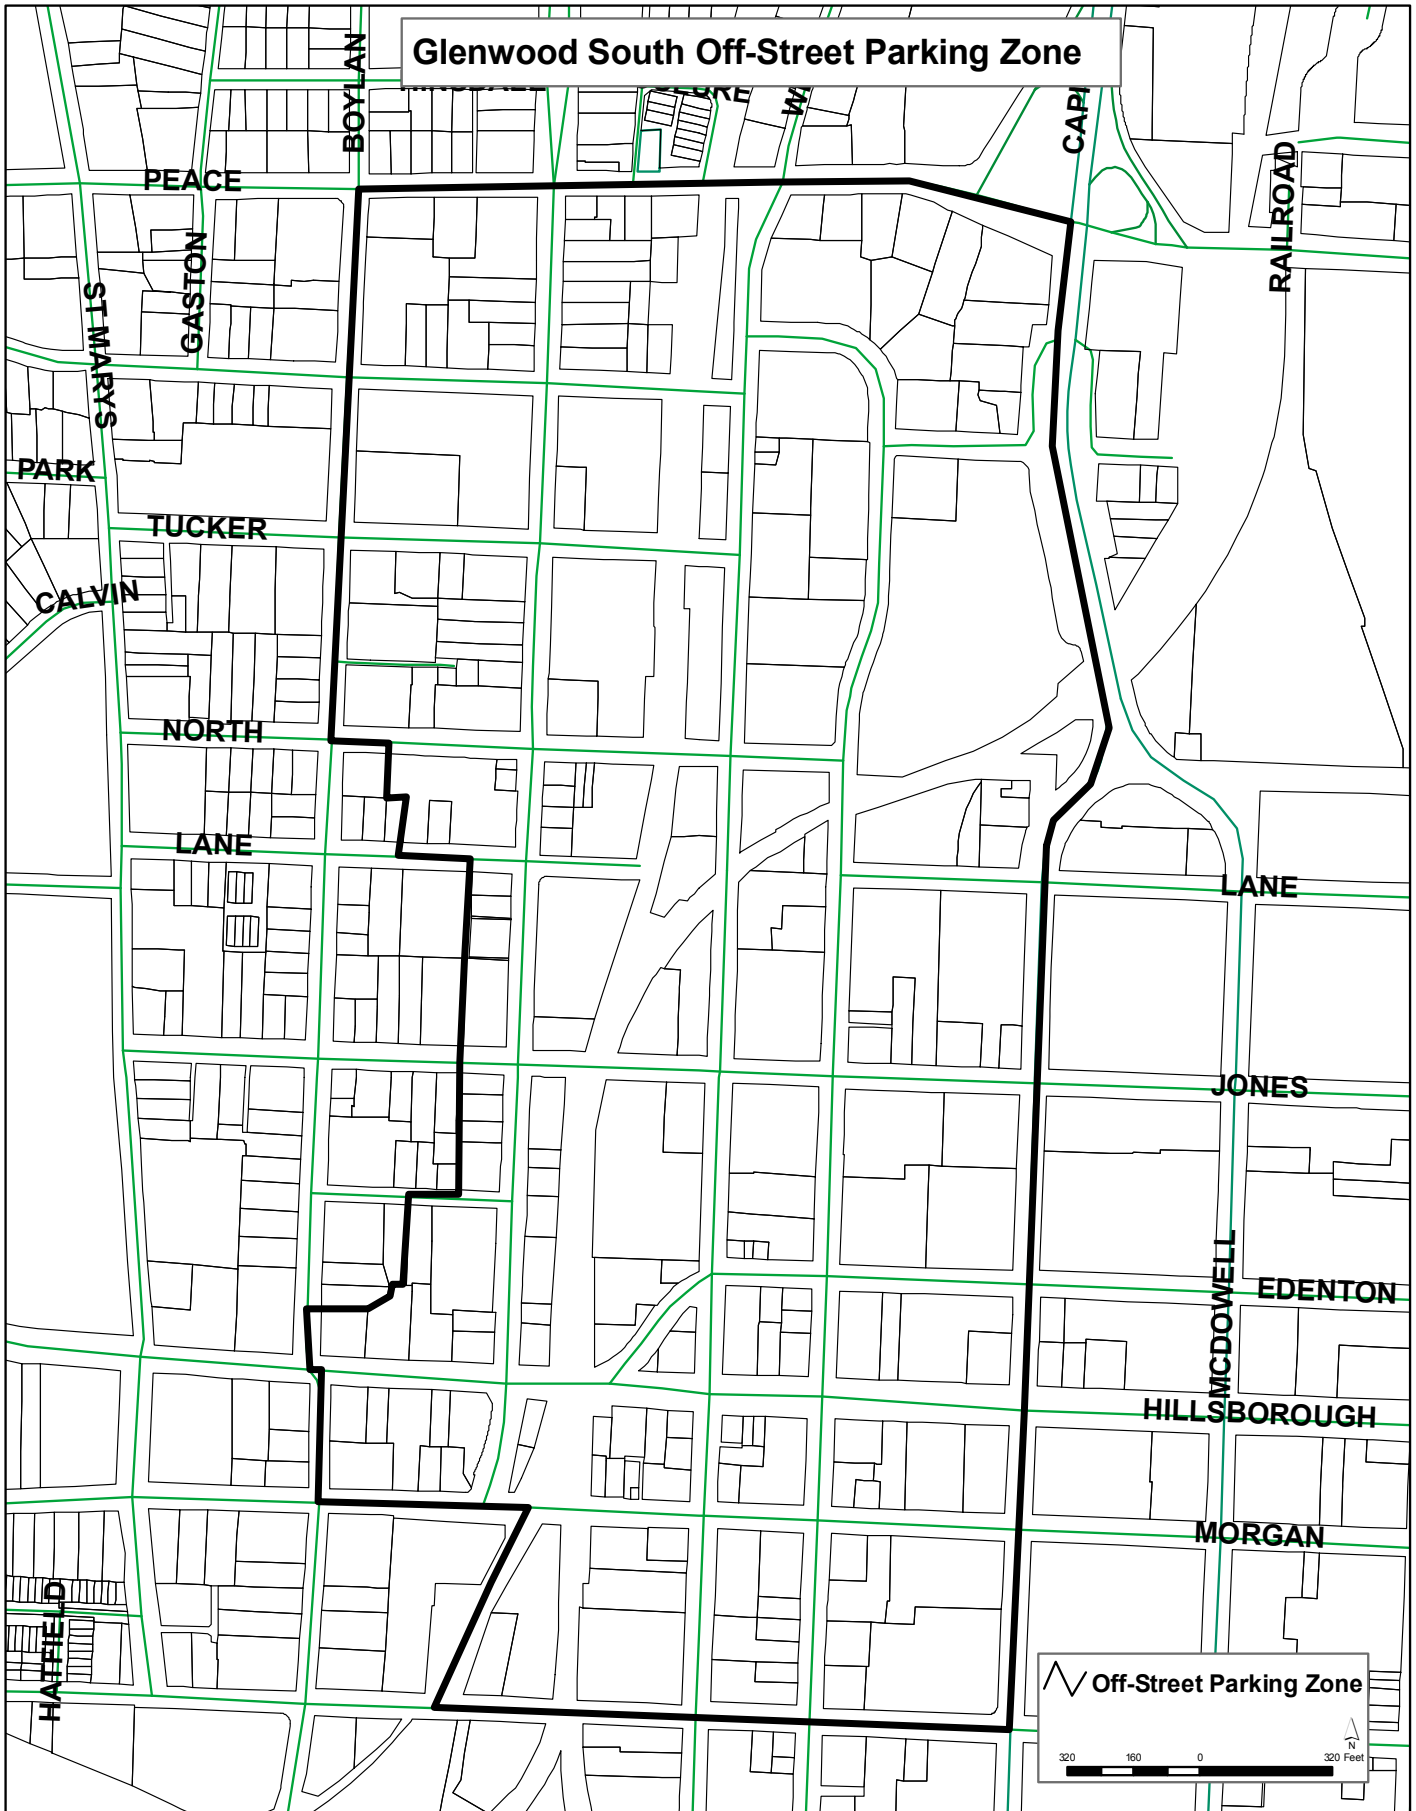 Glenwood South Off-Street Parking Zone
BOYLAN
PEACE
GASTON
ST MARYS
RAILROAD
PARK
TUCKER
CALVIN
NORTH
LANE
LANE
JONES
MCDOWELL
EDENTON
HILLSBOROUGH
MORGAN
HATFIELD
Off-Street Parking Zone
N
320 160 0 320 Feet